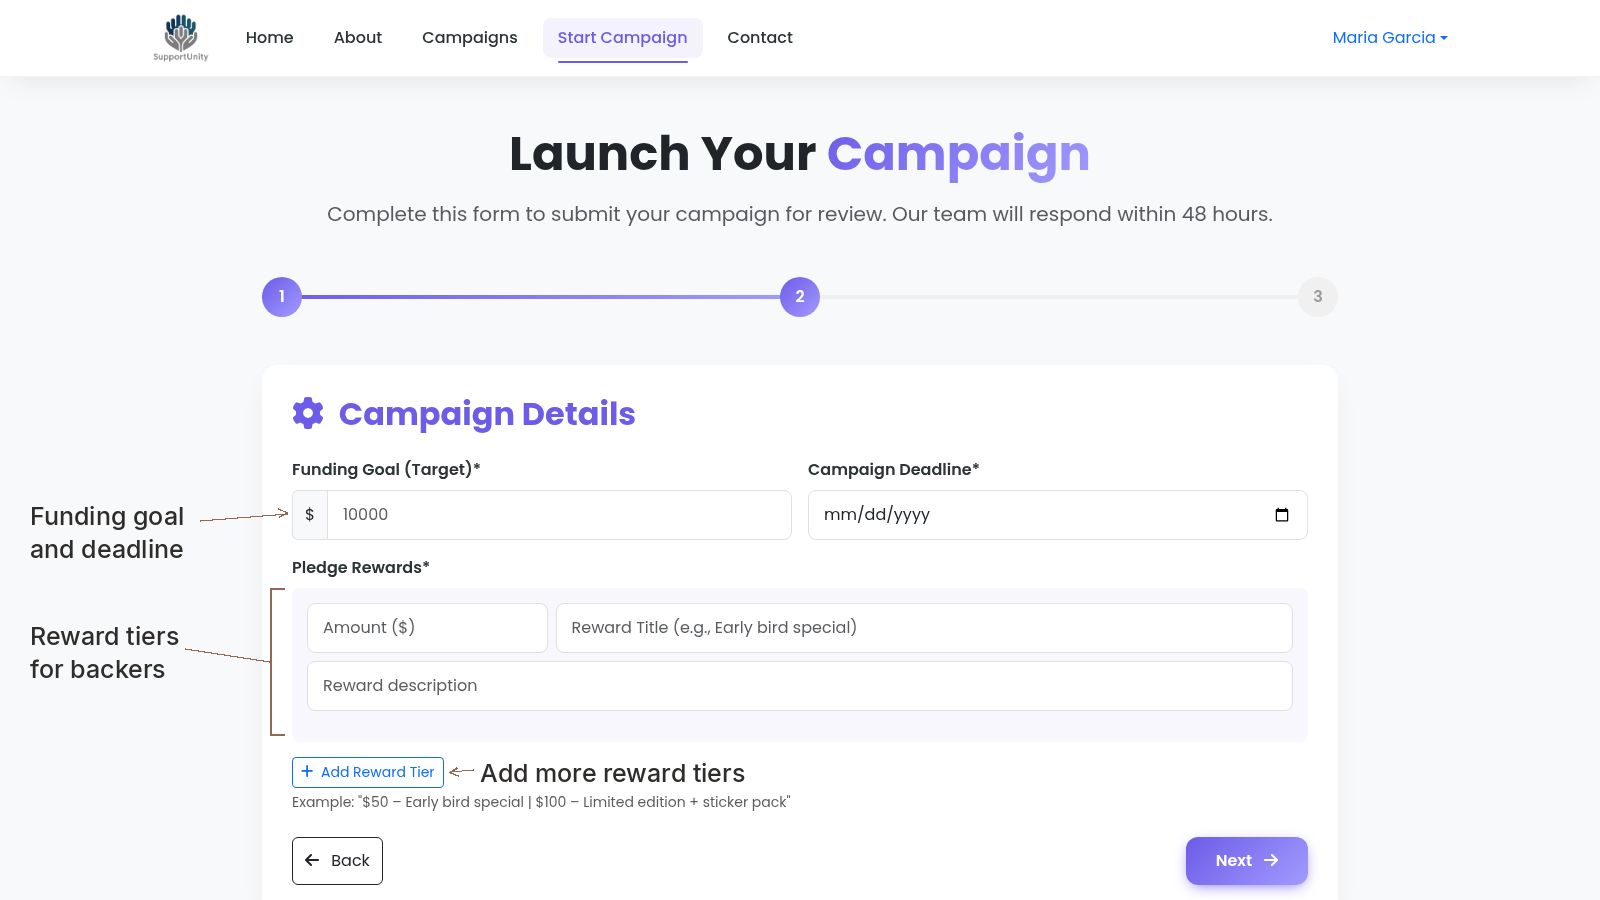 SupportUnity
Home
About
Campaigns
Start Campaign
Contact
Maria Garcia
Launch Your Campaign
Complete this form to submit your campaign for review. Our team will respond within 48 hours.
1
2
3
Campaign Details
Funding Goal (Target)*
Campaign Deadline*
Funding goal
and deadline
$
10000
mm/dd/yyyy
Pledge Rewards*
Reward tiers
for backers
Amount ($)
Reward Title (e.g., Early bird special)
Reward description
+ Add Reward Tier
Add more reward tiers
Example: "$50 – Early bird special | $100 – Limited edition + sticker pack"
Back
Next